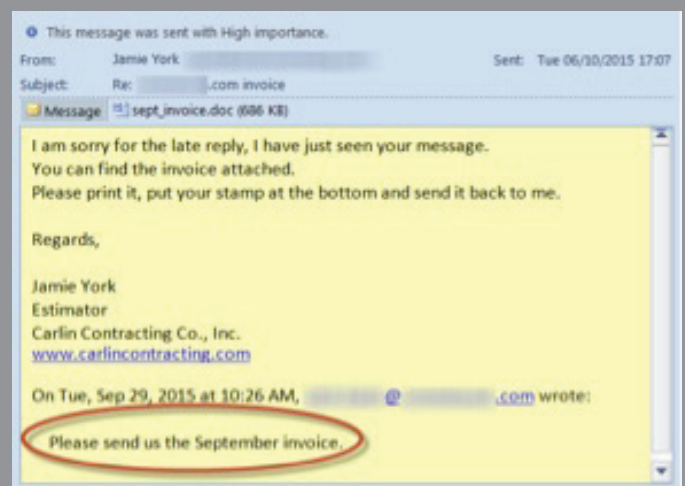 This message was sent with High importance.
From: Jamie York Sent: Tue 06/10/2015 17:07
Subject: Re: .com invoice
Message sept_invoice.doc (686 KB)
I am sorry for the late reply, I have just seen your message.
You can find the invoice attached.
Please print it, put your stamp at the bottom and send it back to me.
Regards,
Jamie York
Estimator
Carlin Contracting Co., Inc.
www.carlincontracting.com
On Tue, Sep 29, 2015 at 10:26 AM, @ .com wrote:
Please send us the September invoice.